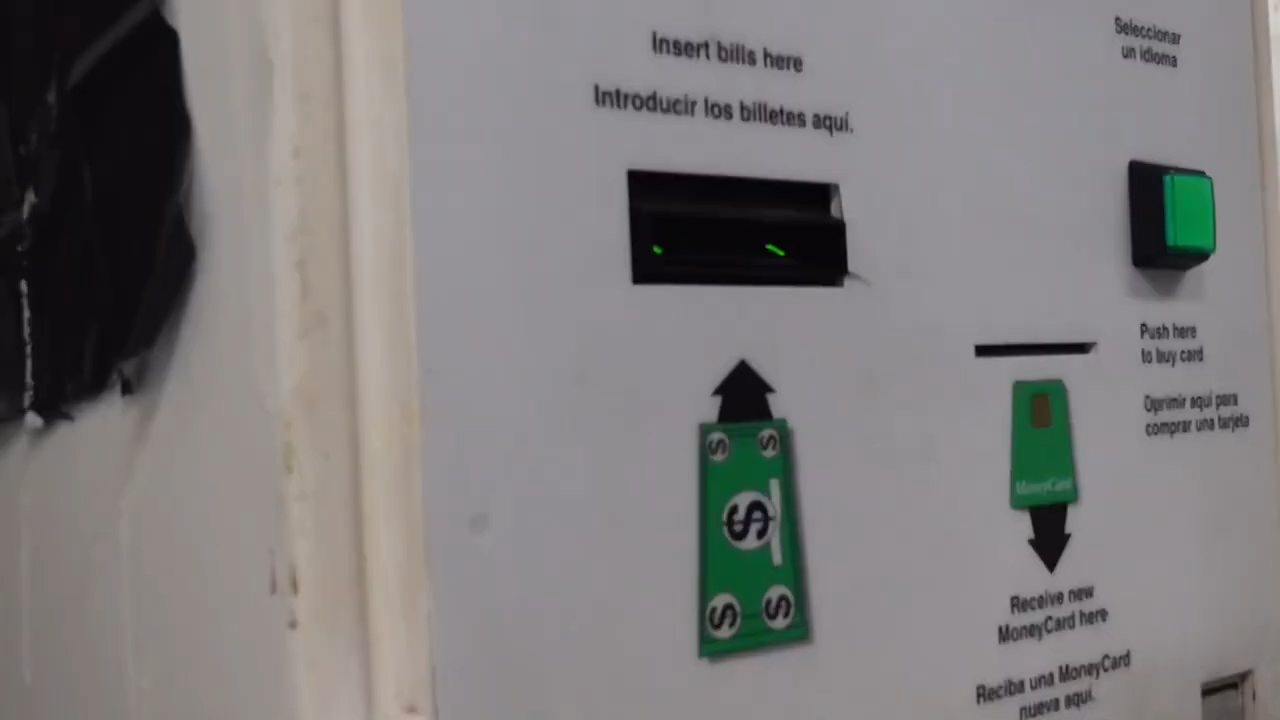 Insert bills here
Introducir los billetes aquí.
Seleccionar
un idioma
Push here
to buy card
Oprimir aquí para
comprar una tarjeta
$ $
$
$ $
MoneyCard
Receive new
MoneyCard here
Reciba una MoneyCard
nueva aquí.